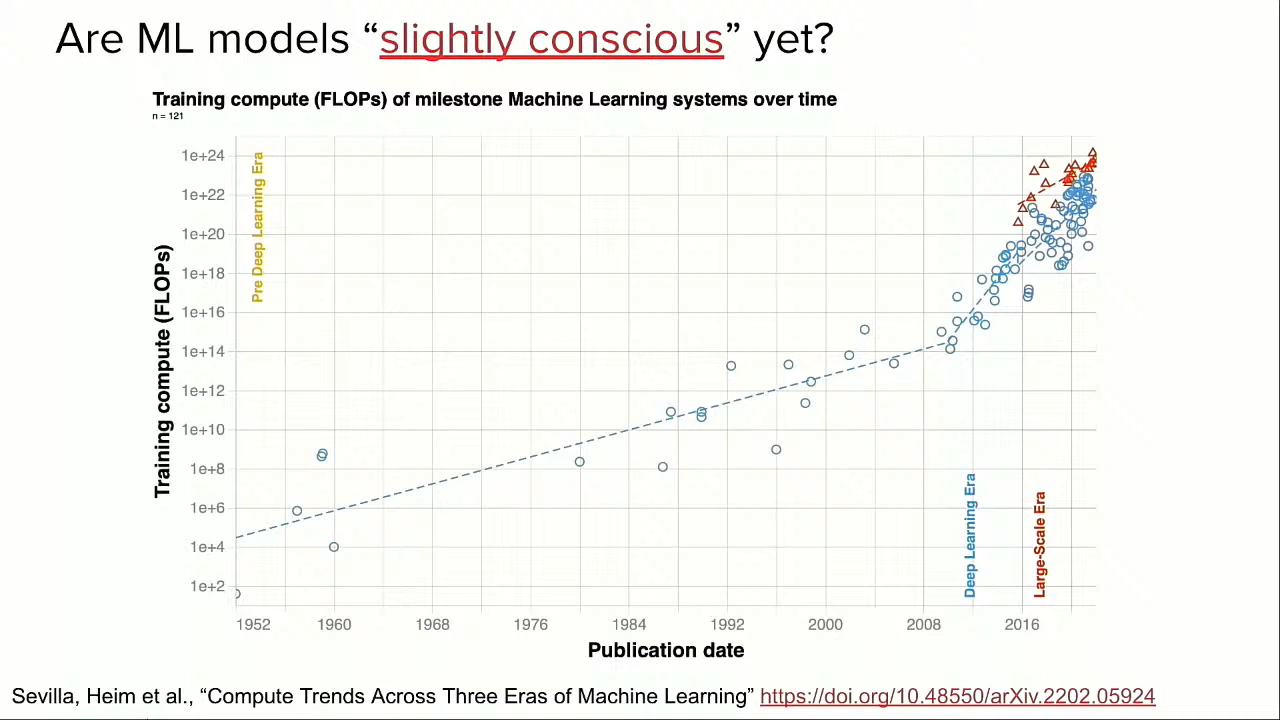 Are ML models “slightly conscious” yet?
Training compute (FLOPs) of milestone Machine Learning systems over time
n = 121
Training compute (FLOPs)
1e+24
1e+22
1e+20
1e+18
1e+16
1e+14
1e+12
1e+10
1e+8
1e+6
1e+4
1e+2
Pre Deep Learning Era
Deep Learning Era
Large-Scale Era
1952 1960 1968 1976 1984 1992 2000 2008 2016
Publication date
Sevilla, Heim et al., “Compute Trends Across Three Eras of Machine Learning” https://doi.org/10.48550/arXiv.2202.05924